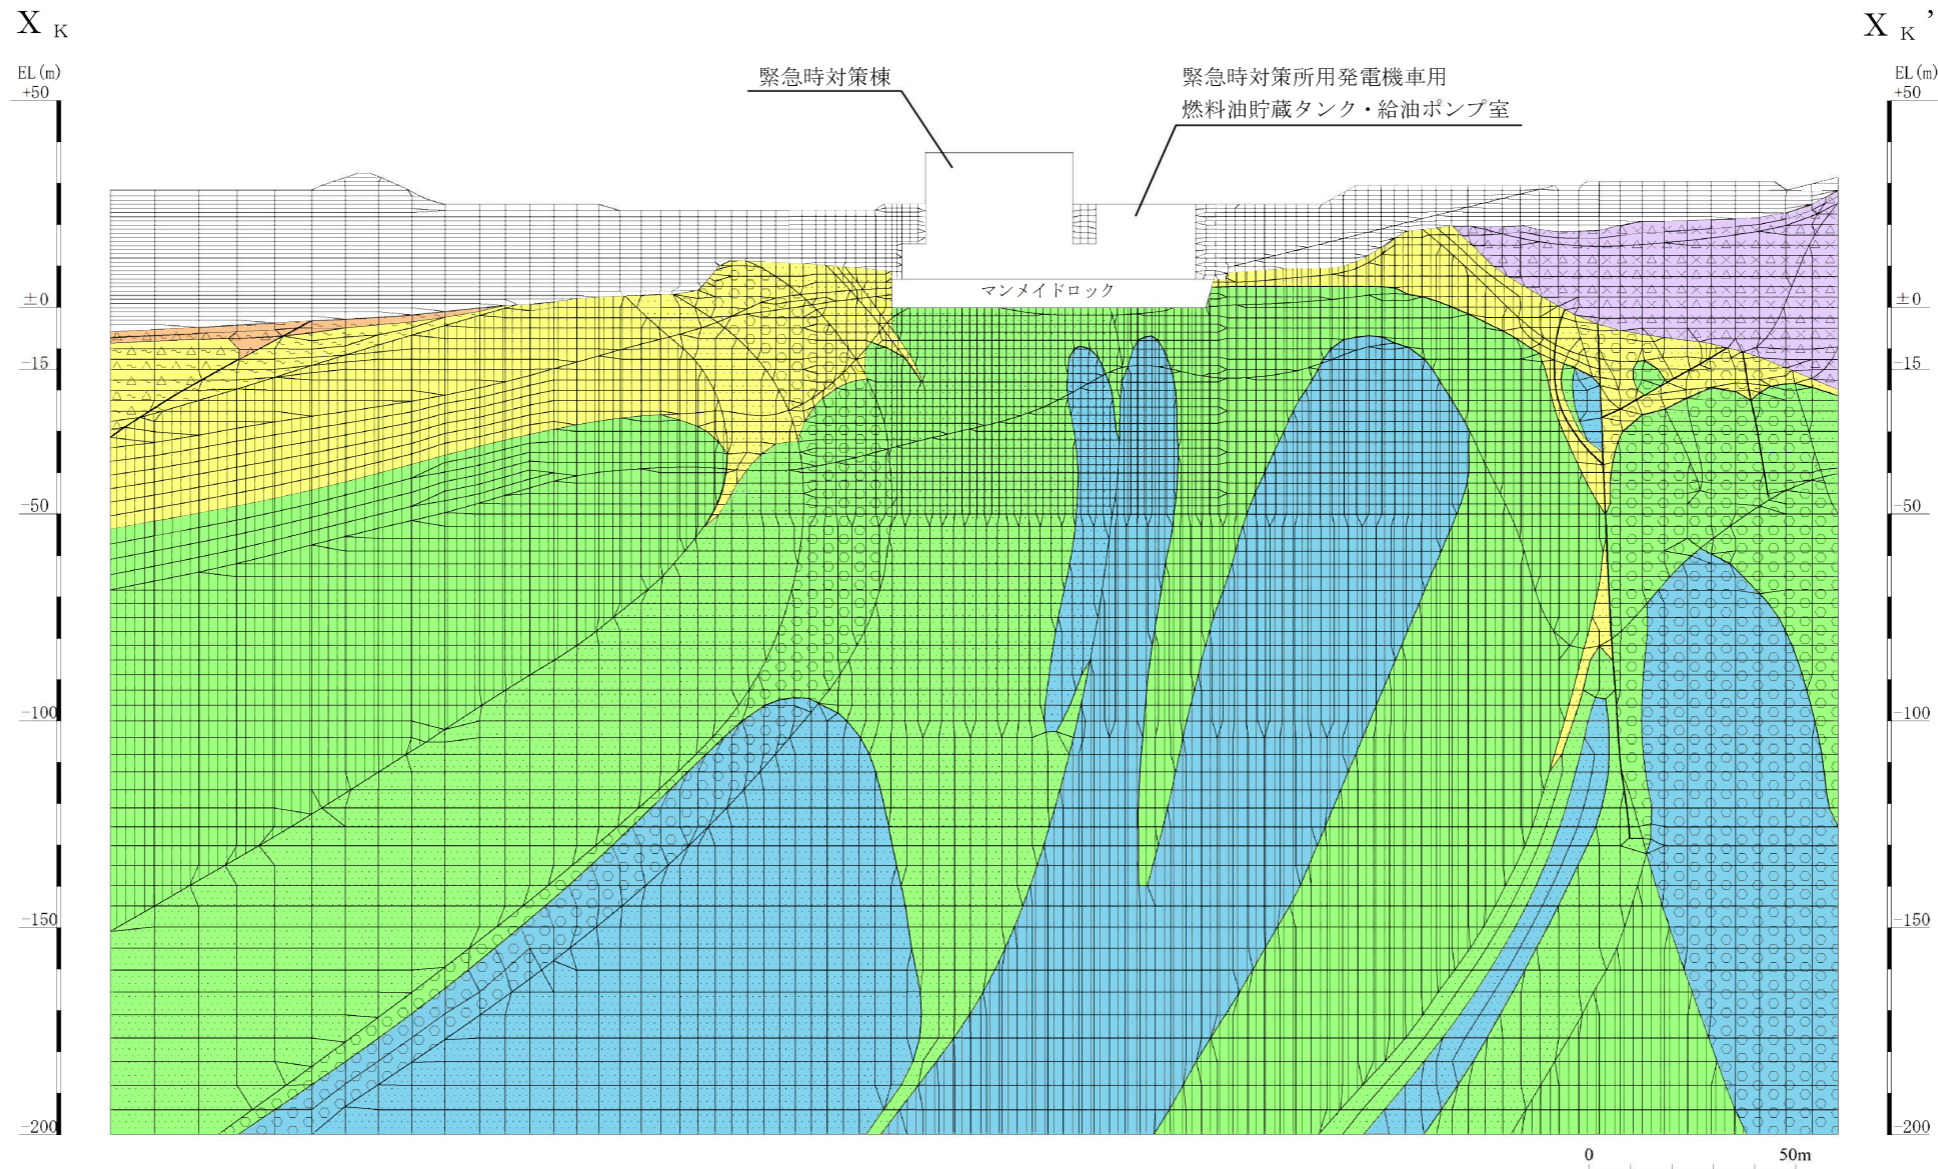 X K
X K ’
EL(m)
+50
±0
-15
-50
-100
-150
-200
緊急時対策棟
緊急時対策所用発電機車用
燃料油貯蔵タンク・給油ポンプ室
マンメイドロック
EL(m)
+50
±0
-15
-50
-100
-150
-200
0 50m